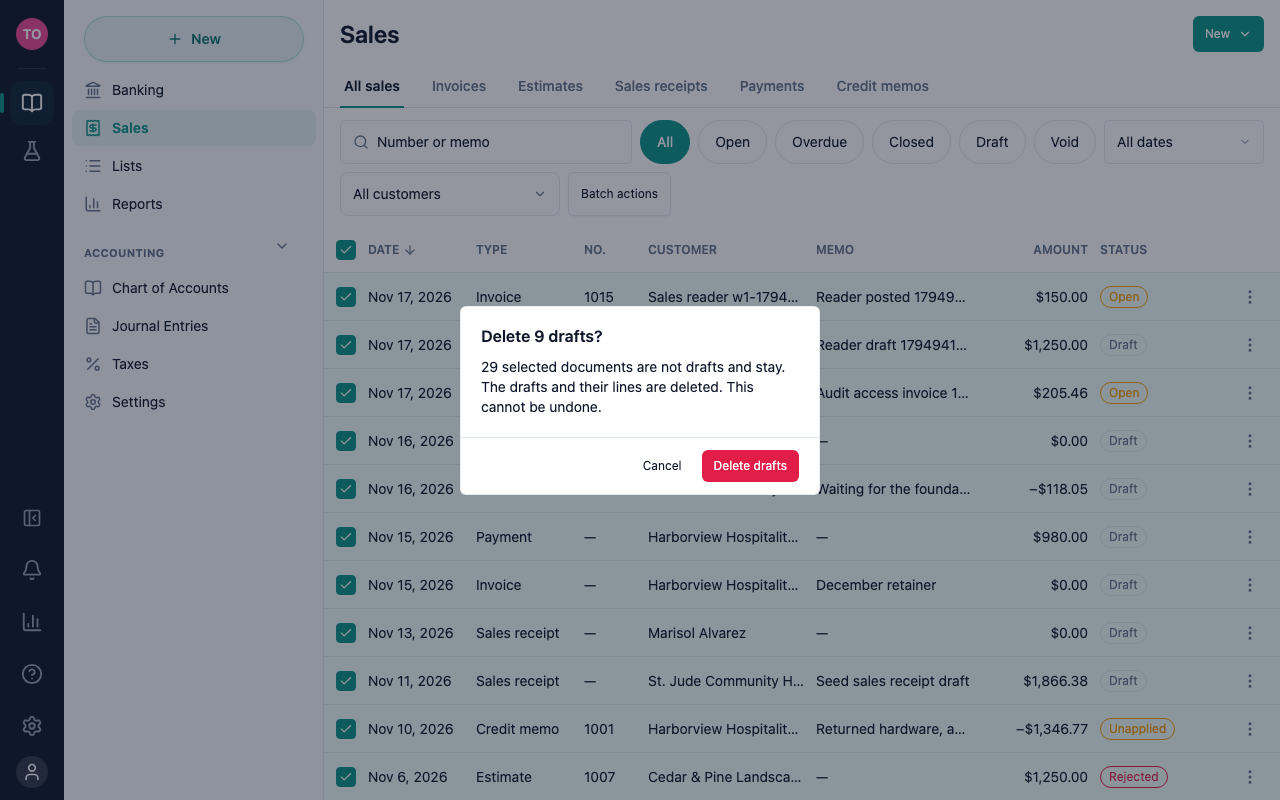 TO
New
Banking
Sales
Lists
Reports
ACCOUNTING
Chart of Accounts
Journal Entries
Taxes
Settings
Sales
New
All sales Invoices Estimates Sales receipts Payments Credit memos
Number or memo All Open Overdue Closed Draft Void All dates
All customers Batch actions
DATE TYPE NO. CUSTOMER MEMO AMOUNT STATUS
Nov 17, 2026 Invoice 1015 Sales reader w1-1794... Reader posted 17949... $150.00 Open
Nov 17, 2026 Reader draft 1794941... $1,250.00 Draft
Nov 17, 2026 Audit access invoice 1... $205.46 Open
Nov 16, 2026 — $0.00 Draft
Nov 16, 2026 Waiting for the founda... –$118.05 Draft
Nov 15, 2026 Payment — Harborview Hospitalit... — $980.00 Draft
Nov 15, 2026 Invoice — Harborview Hospitalit... December retainer $0.00 Draft
Nov 13, 2026 Sales receipt — Marisol Alvarez — $0.00 Draft
Nov 11, 2026 Sales receipt — St. Jude Community H... Seed sales receipt draft $1,866.38 Draft
Nov 10, 2026 Credit memo 1001 Harborview Hospitalit... Returned hardware, a... –$1,346.77 Unapplied
Nov 6, 2026 Estimate 1007 Cedar & Pine Landsca... — $1,250.00 Rejected
Delete 9 drafts?
29 selected documents are not drafts and stay.
The drafts and their lines are deleted. This
cannot be undone.
Cancel Delete drafts